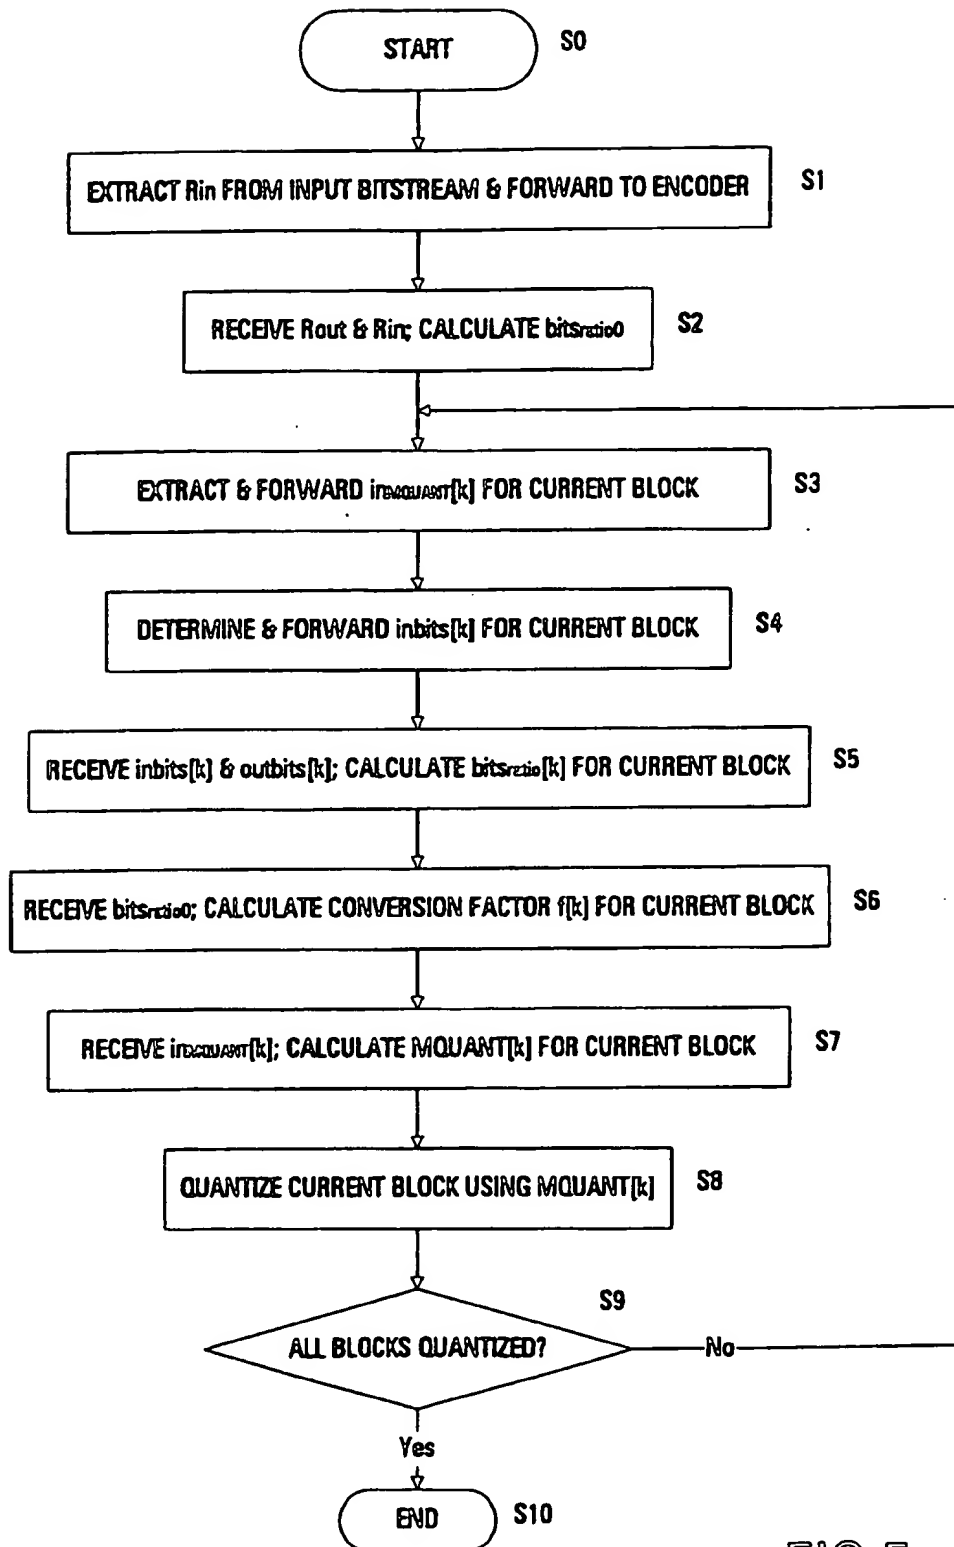 START
S0
EXTRACT Rin FROM INPUT BITSTREAM & FORWARD TO ENCODER
S1
RECEIVE Rout & Rin; CALCULATE bitsratio0
S2
EXTRACT & FORWARD inMQUANT[k] FOR CURRENT BLOCK
S3
DETERMINE & FORWARD inbits[k] FOR CURRENT BLOCK
S4
RECEIVE inbits[k] & outbits[k]; CALCULATE bitsratio[k] FOR CURRENT BLOCK
S5
RECEIVE bitsratio0; CALCULATE CONVERSION FACTOR f[k] FOR CURRENT BLOCK
S6
RECEIVE inMQUANT[k]; CALCULATE MQUANT[k] FOR CURRENT BLOCK
S7
QUANTIZE CURRENT BLOCK USING MQUANT[k]
S8
S9
ALL BLOCKS QUANTIZED?
No
Yes
END
S10